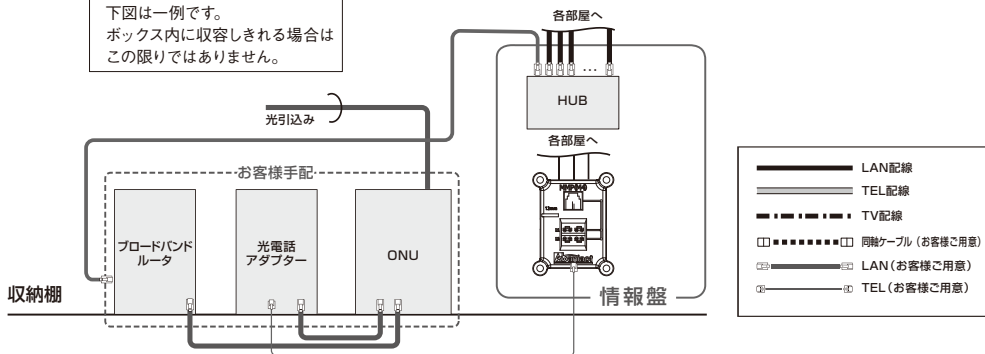 下図は一例です。
ボックス内に収容しきれる場合は
この限りではありません。
各部屋へ
…
HUB
光引込み
各部屋へ
お客様手配
ブロードバンド
ルータ
光電話
アダプター
ONU
収納棚
情報盤
LAN配線
TEL配線
TV配線
同軸ケーブル（お客様ご用意）
LAN（お客様ご用意）
TEL（お客様ご用意）